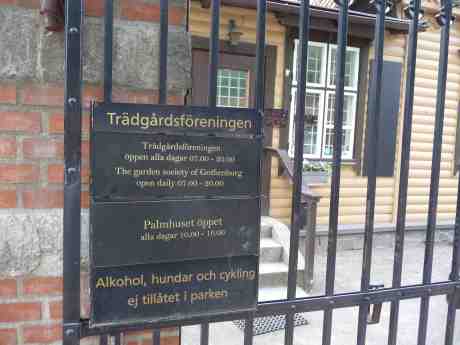 Trädgårdsföreningen
Trädgårdsföreningen
öppen alla dagar 07.00 - 20.00
The garden society of Gothenburg
open daily 07.00 - 20.00
Palmhuset öppet
alla dagar 10.00 - 16.00
Alkohol, hundar och cykling
ej tillåtet i parken